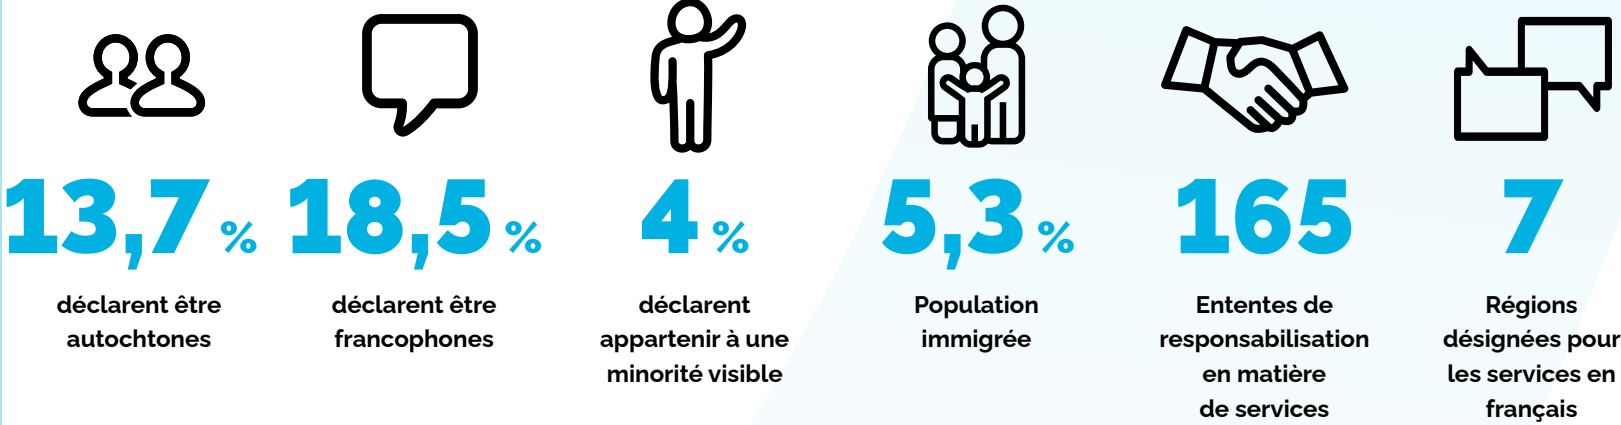 13,7 %
déclarent être
autochtones
18,5 %
déclarent être
francophones
4 %
déclarent
appartenir à une
minorité visible
5,3 %
Population
immigrée
165
Ententes de
responsabilisation
en matière
de services
7
Régions
désignées pour
les services en
français